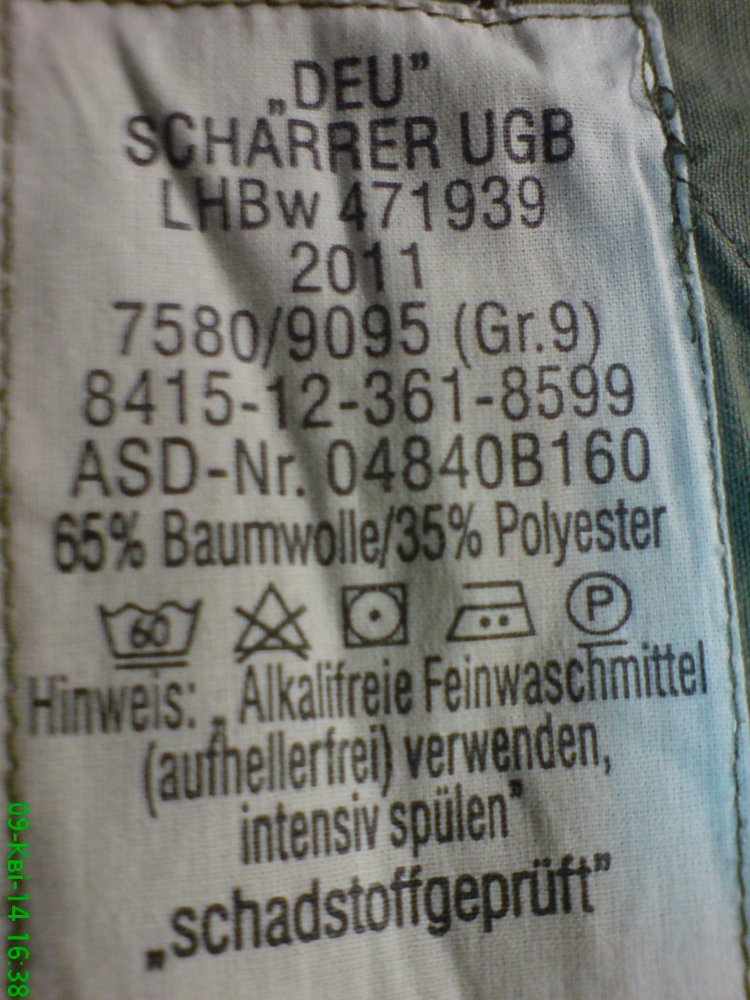 „DEU”
SCHARRER UGB
LHBw 471939
2011
7580/9095 (Gr.9)
8415-12-361-8599
ASD-Nr. 04840B160
65% Baumwolle/35% Polyester
60 P
Hinweis: „ Alkalifreie Feinwaschmittel
(aufhellerfrei) verwenden,
intensiv spülen”
„schadstoffgeprüft”
09-Кві-14 16:38